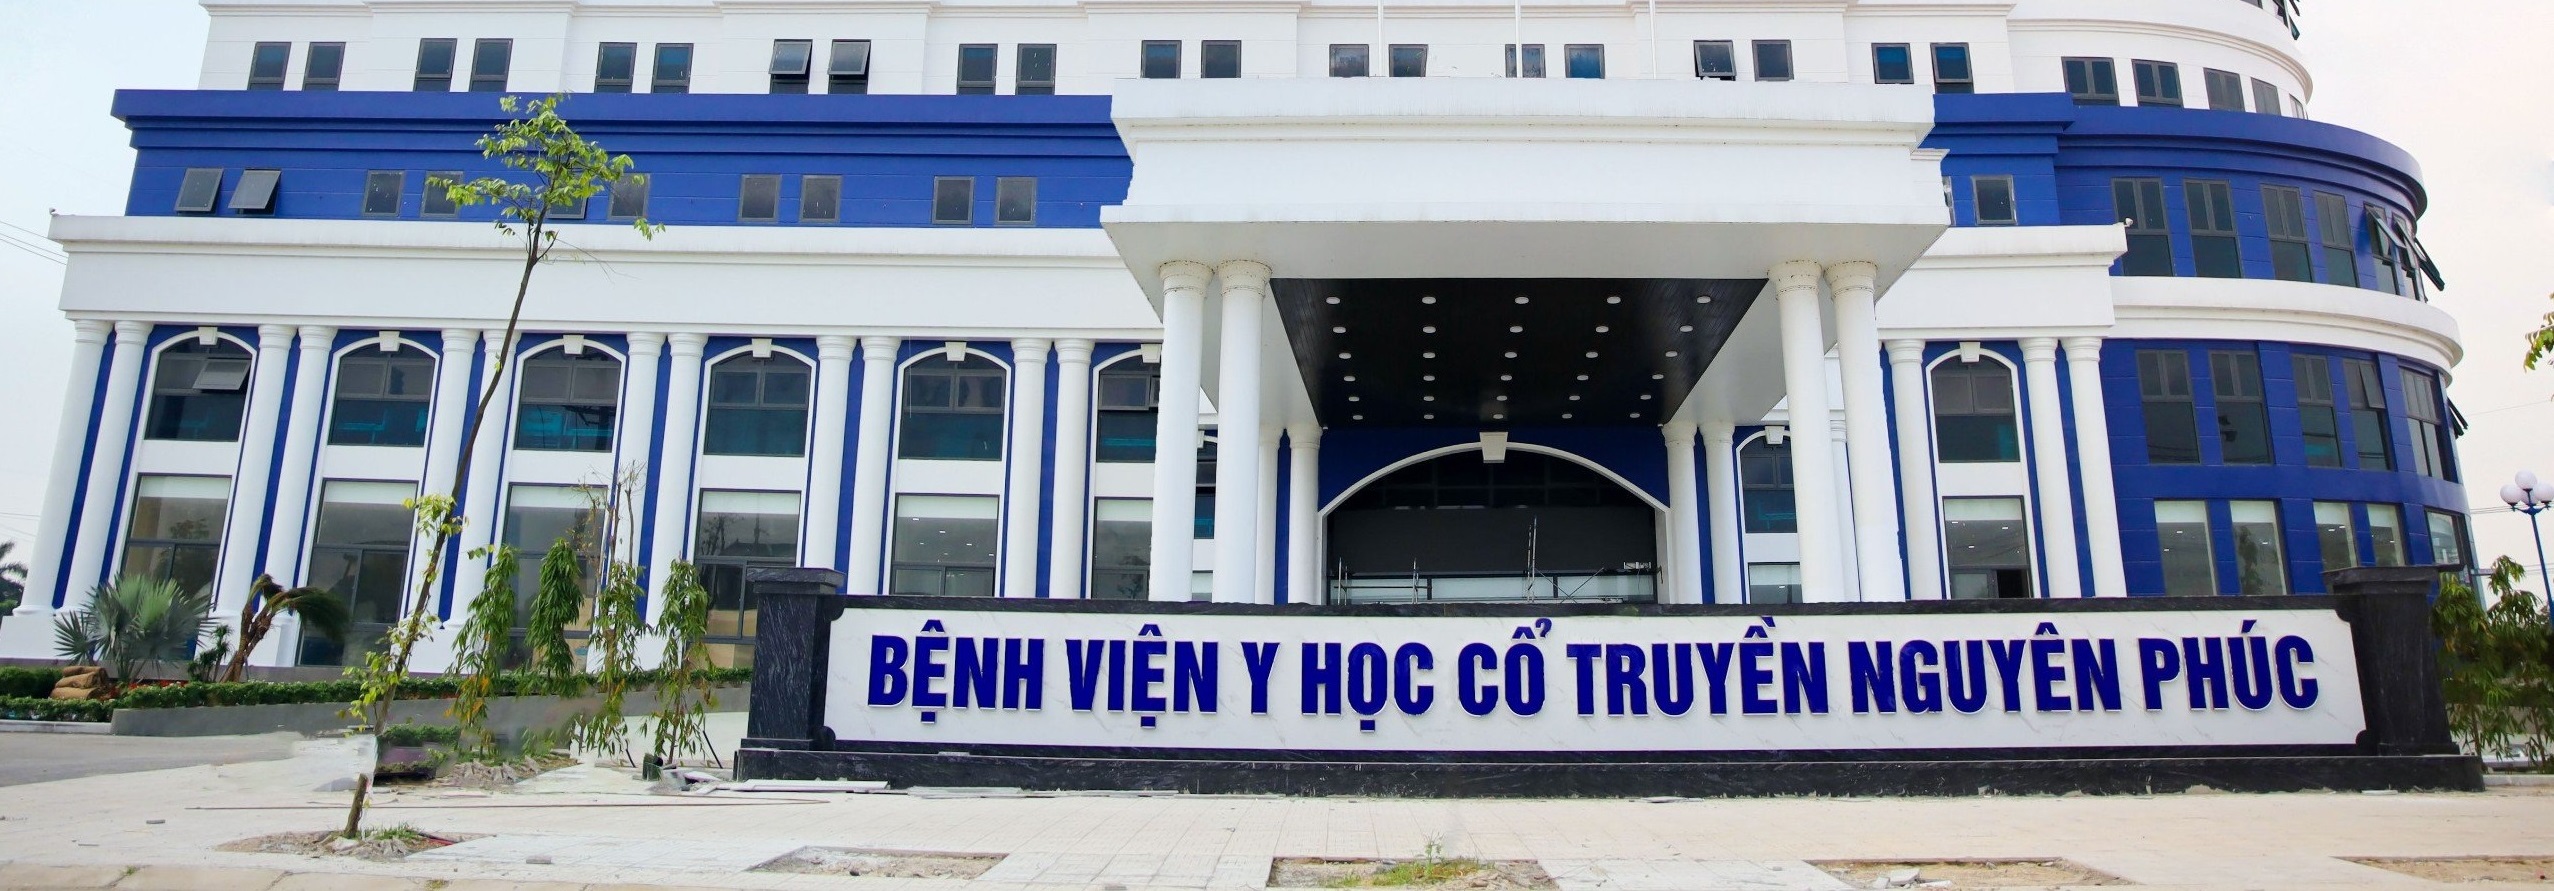 BỆNH VIỆN Y HỌC CỔ TRUYỀN NGUYÊN PHÚC